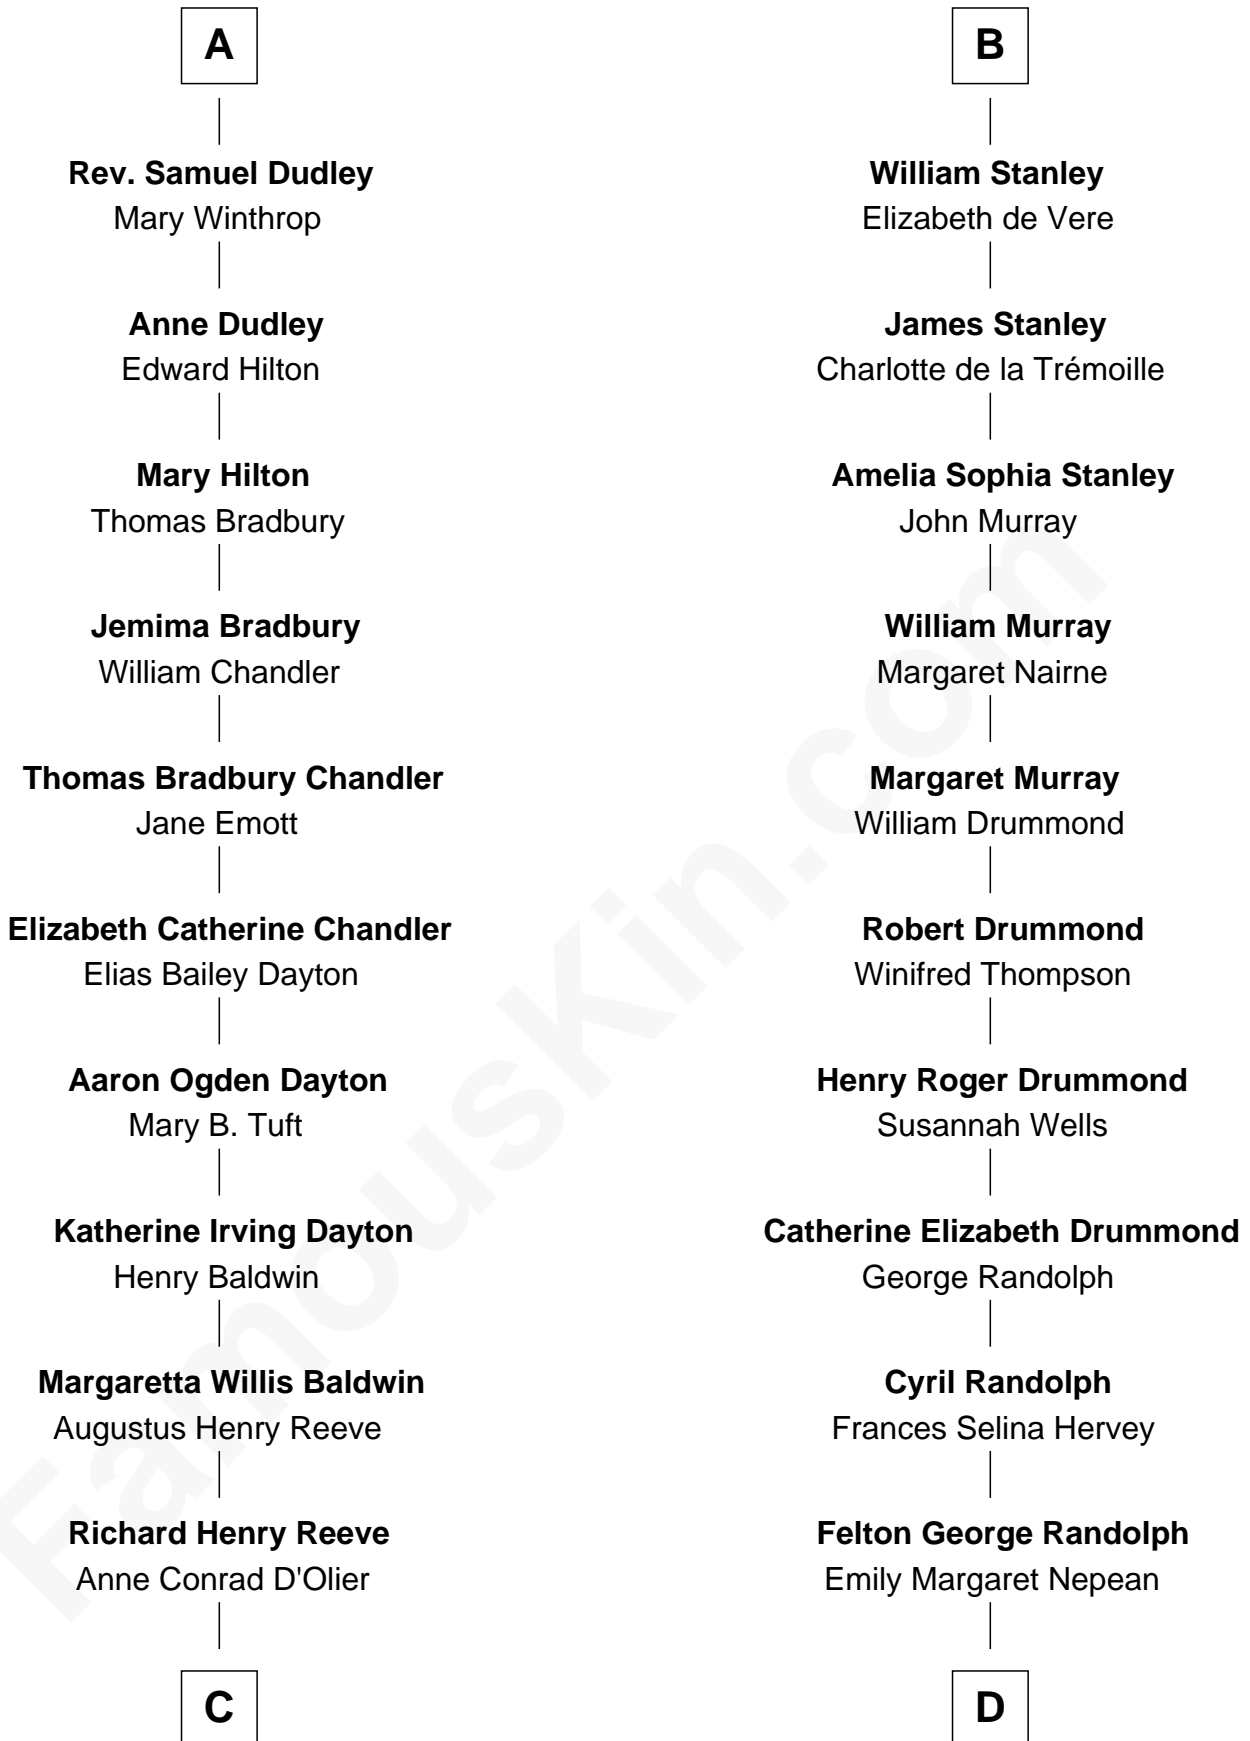 A
Rev. Samuel Dudley
Mary Winthrop
Anne Dudley
Edward Hilton
Mary Hilton
Thomas Bradbury
Jemima Bradbury
William Chandler
Thomas Bradbury Chandler
Jane Emott
Elizabeth Catherine Chandler
Elias Bailey Dayton
Aaron Ogden Dayton
Mary B. Tuft
Katherine Irving Dayton
Henry Baldwin
Margaretta Willis Baldwin
Augustus Henry Reeve
Richard Henry Reeve
Anne Conrad D'Olier
C
B
William Stanley
Elizabeth de Vere
James Stanley
Charlotte de la Trémoille
Amelia Sophia Stanley
John Murray
William Murray
Margaret Nairne
Margaret Murray
William Drummond
Robert Drummond
Winifred Thompson
Henry Roger Drummond
Susannah Wells
Catherine Elizabeth Drummond
George Randolph
Cyril Randolph
Frances Selina Hervey
Felton George Randolph
Emily Margaret Nepean
D
FamousKin.com